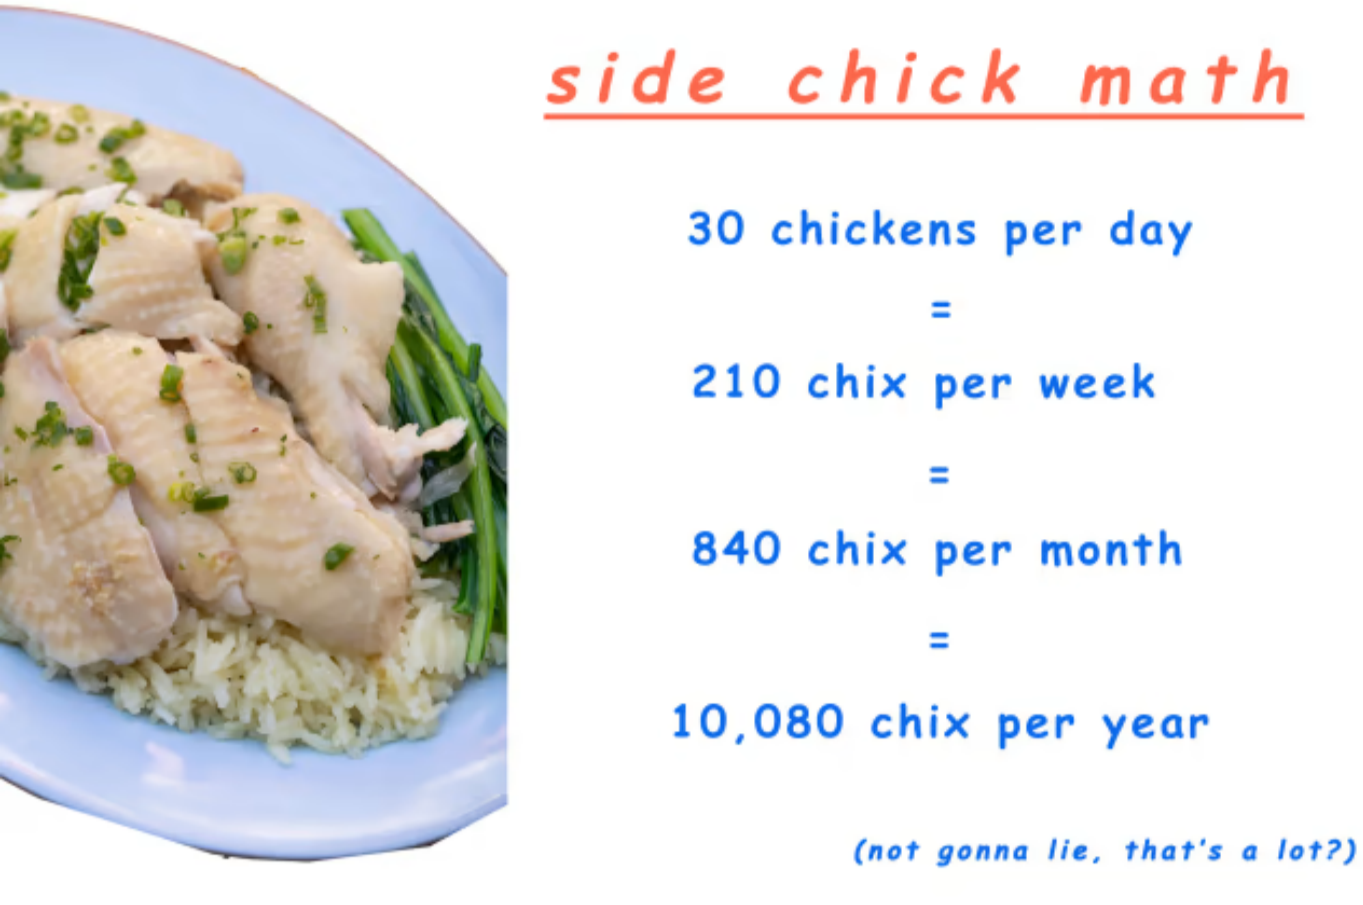 side chick math
30 chickens per day
=
210 chix per week
=
840 chix per month
=
10,080 chix per year
(not gonna lie, that's a lot?)